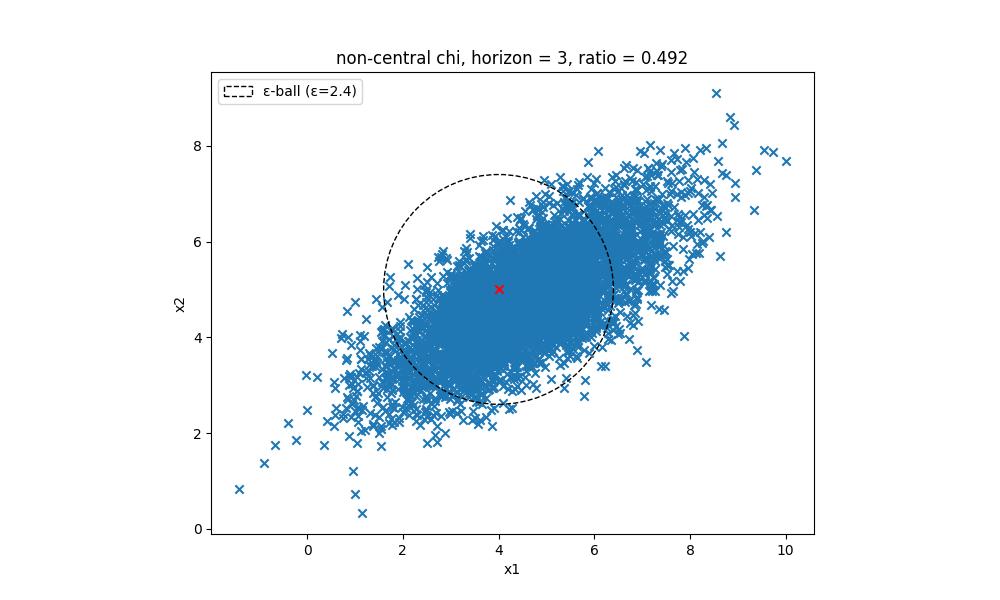 non-central chi, horizon = 3, ratio = 0.492
ε-ball (ε=2.4)
8
6
4
2
0
x2
0 2 4 6 8 10
x1